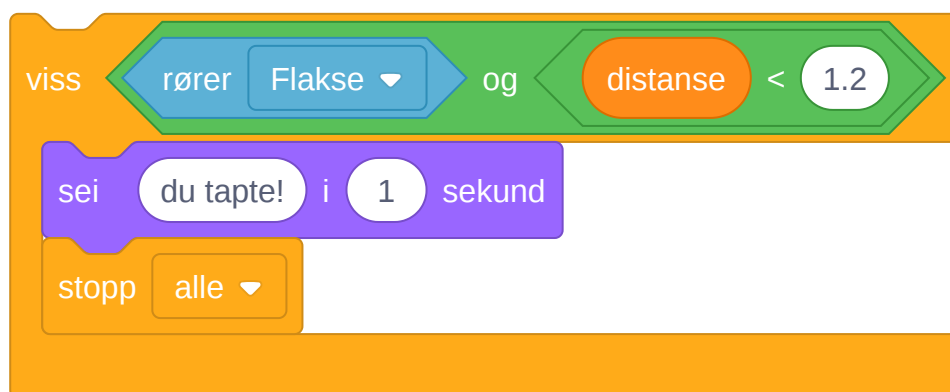 viss rører Flakse og distanse < 1.2
sei du tapte! i 1 sekund
stopp alle